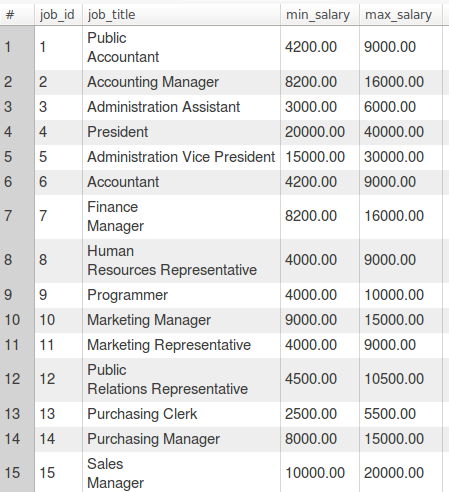 # job_id job_title min_salary max_salary
1 1 Public
Accountant 4200.00 9000.00
2 2 Accounting Manager 8200.00 16000.00
3 3 Administration Assistant 3000.00 6000.00
4 4 President 20000.00 40000.00
5 5 Administration Vice President 15000.00 30000.00
6 6 Accountant 4200.00 9000.00
7 7 Finance
Manager 8200.00 16000.00
8 8 Human
Resources Representative 4000.00 9000.00
9 9 Programmer 4000.00 10000.00
10 10 Marketing Manager 9000.00 15000.00
11 11 Marketing Representative 4000.00 9000.00
12 12 Public
Relations Representative 4500.00 10500.00
13 13 Purchasing Clerk 2500.00 5500.00
14 14 Purchasing Manager 8000.00 15000.00
15 15 Sales
Manager 10000.00 20000.00